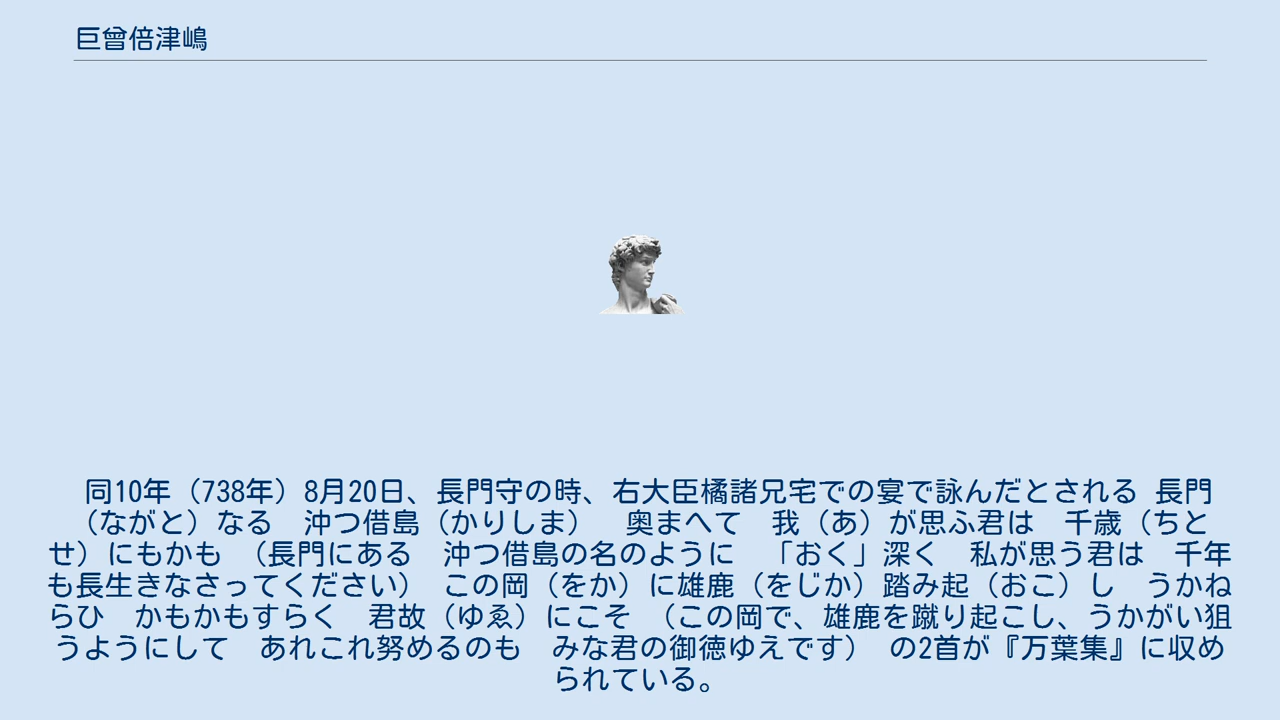 巨曾倍津嶋
同10年（738年）8月20日、長門守の時、右大臣橘諸兄宅での宴で詠んだとされる 長門
（ながと）なる　沖つ借島（かりしま）　奥まへて　我（あ）が思ふ君は　千歳（ちと
せ）にもかも　（長門にある　沖つ借島の名のように　「おく」深く　私が思う君は　千年
も長生きなさってください）　この岡（をか）に雄鹿（をじか）踏み起（おこ）し　うかね
らひ　かもかもすらく　君故（ゆゑ）にこそ　（この岡で、雄鹿を蹴り起こし、うかがい狙
うようにして　あれこれ努めるのも　みな君の御徳ゆえです）　の2首が『万葉集』に収め
られている。